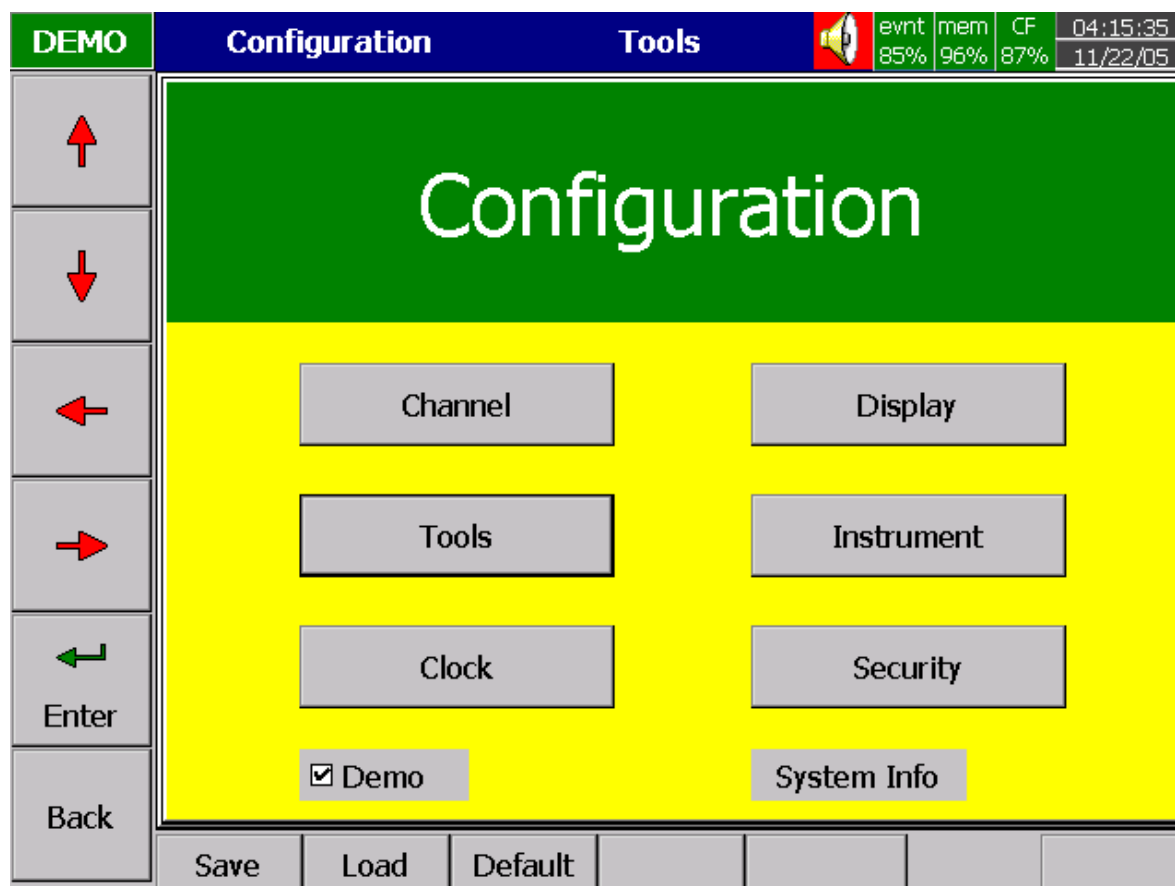 DEMO Configuration Tools evnt mem CF 04:15:35
85% 96% 87% 11/22/05
Configuration
Channel Display
Tools Instrument
Clock Security
Enter
Demo System Info
Back
Save Load Default